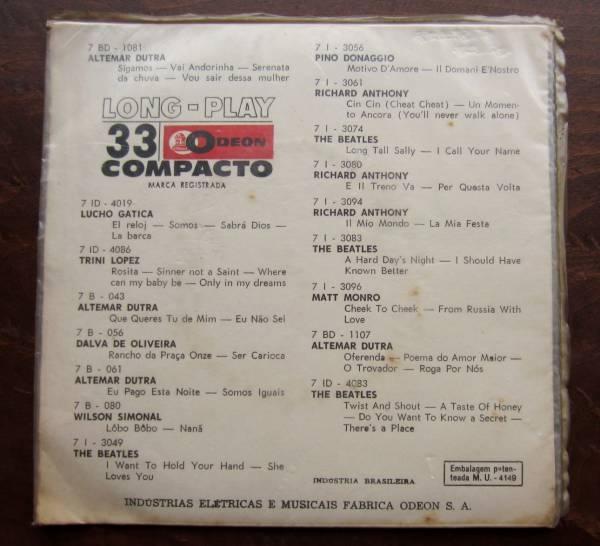 7 BD - 1081
ALTEMAR DUTRA
Sigamos — Vai Andorinha — Serenata
da chuva — Vou sair dessa mulher
LONG-PLAY
33 ODEON
COMPACTO
MARCA REGISTRADA
7 ID - 4019
LUCHO GATICA
El reloj — Somos — Sabrá Dios —
La barca
7 ID - 4086
TRINI LOPEZ
Rosita — Sinner not a Saint — Where
can my baby be — Only in my dreams
7 B - 043
ALTEMAR DUTRA
Que Queres Tu de Mim — Eu Não Sei
7 B - 056
DALVA DE OLIVEIRA
Rancho da Praça Onze — Ser Carioca
7 B - 061
ALTEMAR DUTRA
Eu Pago Esta Noite — Somos Iguais
7 B - 080
WILSON SIMONAL
Lôbo Bôbo — Nanã
7 I - 3049
THE BEATLES
I Want To Hold Your Hand — She
Loves You
7 I - 3056
PINO DONAGGIO
Motivo D'Amore — Il Domani E'Nostro
7 I - 3061
RICHARD ANTHONY
Cin Cin (Cheat Cheat) — Un Momen-
to Ancora (You'll never walk alone)
7 I - 3074
THE BEATLES
Long Tall Sally — I Call Your Name
7 I - 3080
RICHARD ANTHONY
E Il Treno Va — Per Questa Volta
7 I - 3094
RICHARD ANTHONY
Il Mio Mondo — La Mia Festa
7 I - 3083
THE BEATLES
A Hard Day's Night — I Should Have
Known Better
7 I - 3096
MATT MONRO
Cheek To Cheek — From Russia With
Love
7 BD - 1107
ALTEMAR DUTRA
Oferenda — Poema do Amor Maior —
O Trovador — Roga Por Nós
7 ID - 4083
THE BEATLES
Twist And Shout — A Taste Of Honey
— Do You Want To Know a Secret —
There's a Place
INDÚSTRIA BRASILEIRA
Embalagem paten-
teada M. U. - 4149
INDÚSTRIAS ELÉTRICAS E MUSICAIS FABRICA ODEON S. A.